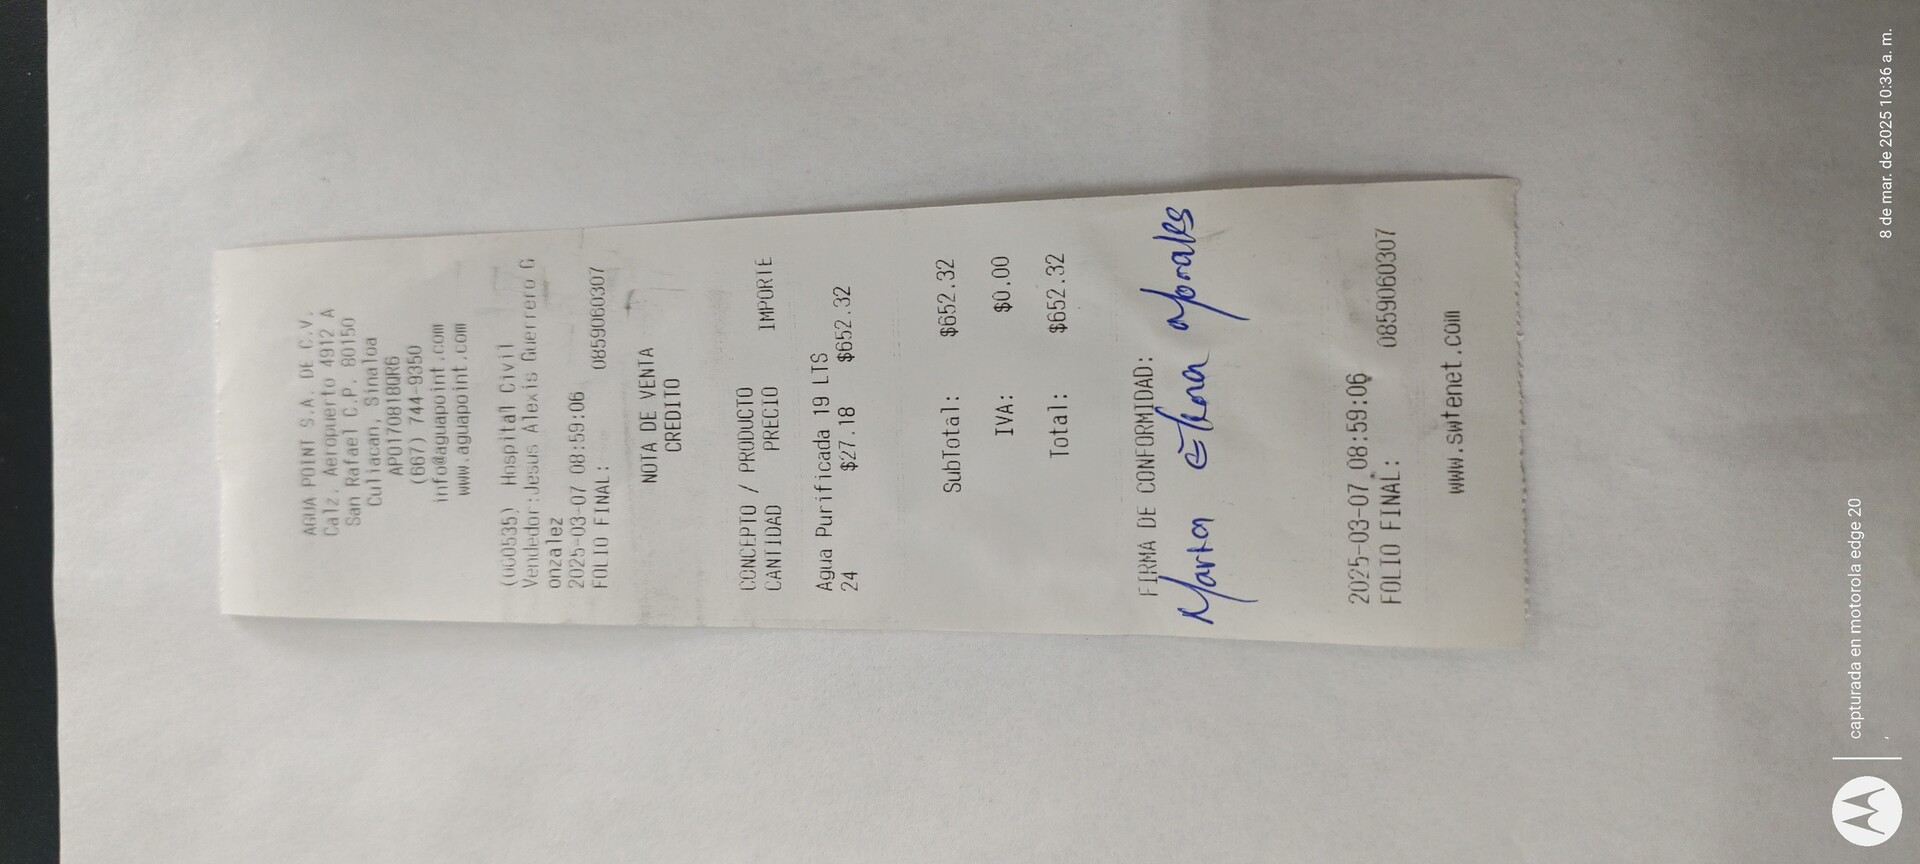 AGUA POINT S.A. DE C.V.
Calz. Aeropuerto 4912 A
San Rafael C.P. 80150
Culiacan, Sinaloa
APO170818QR6
(667) 744-9350
info@aguapoint.com
www.aguapoint.com
(000535) Hospital Civil
Vendedor:Jesus Alexis Guerrero G
onzalez
2025-03-07 08:59:06
FOLIO FINAL: 0859060307
NOTA DE VENTA
CREDITO
CONCEPTO / PRODUCTO
CANTIDAD PRECIO IMPORTE
Agua Purificada 19 LTS
24 $27.18 $652.32
SubTotal: $652.32
IVA: $0.00
Total: $652.32
FIRMA DE CONFORMIDAD:
Maria Elena Morales
2025-03-07 08:59:06
FOLIO FINAL: 0859060307
www.swtenet.com
capturada en motorola edge 20
8 de mar. de 2025 10:36 a. m.